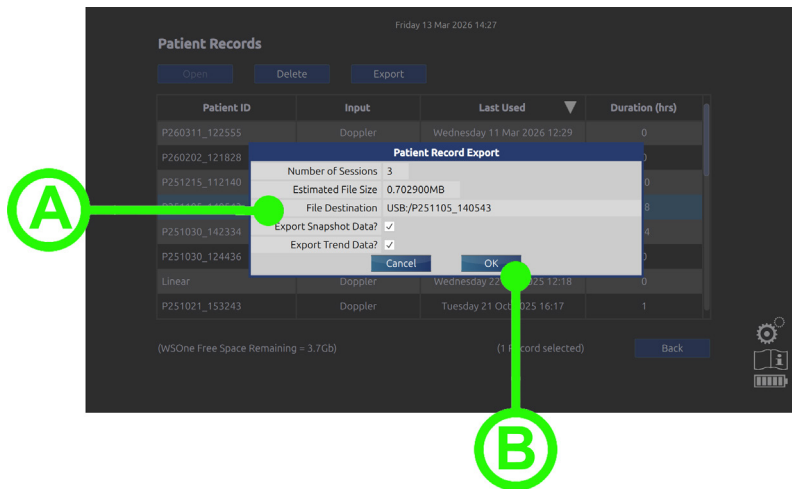 Friday 13 Mar 2026 14:27
Patient Records
Open Delete Export
Patient ID Input Last Used Duration (hrs)
P260311_122555 Doppler Wednesday 11 Mar 2026 12:29 0
P260202_121828
Patient Record Export
Number of Sessions 3
P251215_112140 0
Estimated File Size 0.702900MB
A File Destination USB:/P251105_140543 8
P251030_142334 Export Snapshot Data? 4
Export Trend Data?
P251030_124436
Cancel OK
Linear Doppler Wednesday 22 25 12:18 0
P251021_153243 Doppler Tuesday 21 Oct 2025 16:17 1
(WSOne Free Space Remaining = 3.7Gb) (1 Record selected) Back
i
B